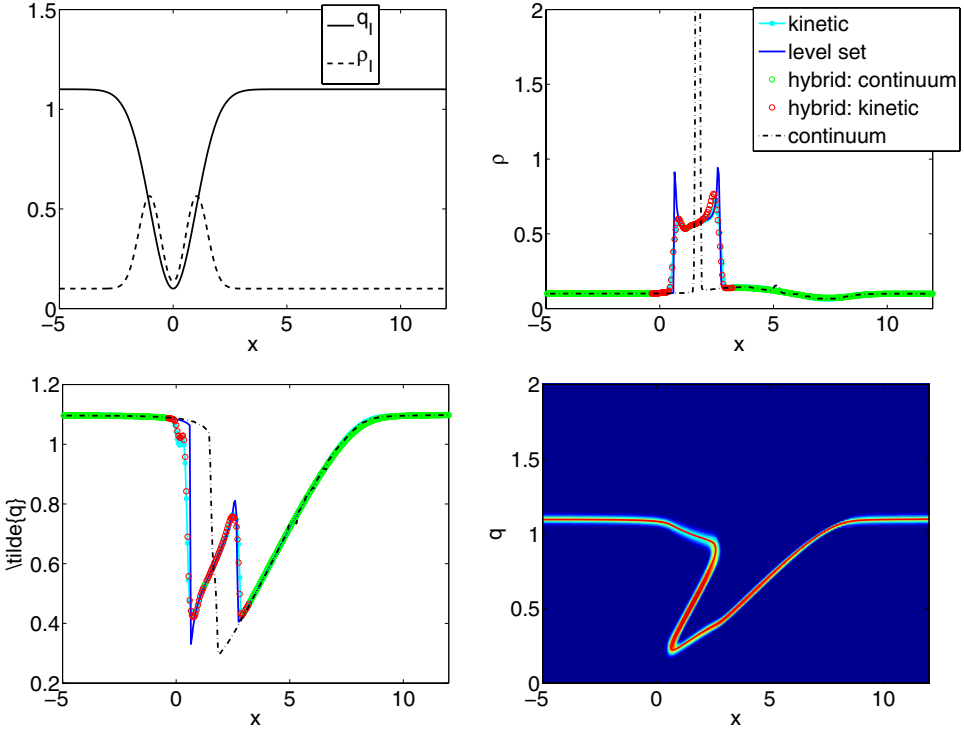 1.5
1
0.5
0
−5
0
5
10
x
q_I
ρ_I
2
1.5
1
0.5
0
−5
0
5
10
x
ρ
kinetic
level set
hybrid: continuum
hybrid: kinetic
continuum
1.2
1
0.8
0.6
0.4
0.2
−5
0
5
10
x
\tilde{q}
2
1.5
1
0.5
0
−5
0
5
10
x
q